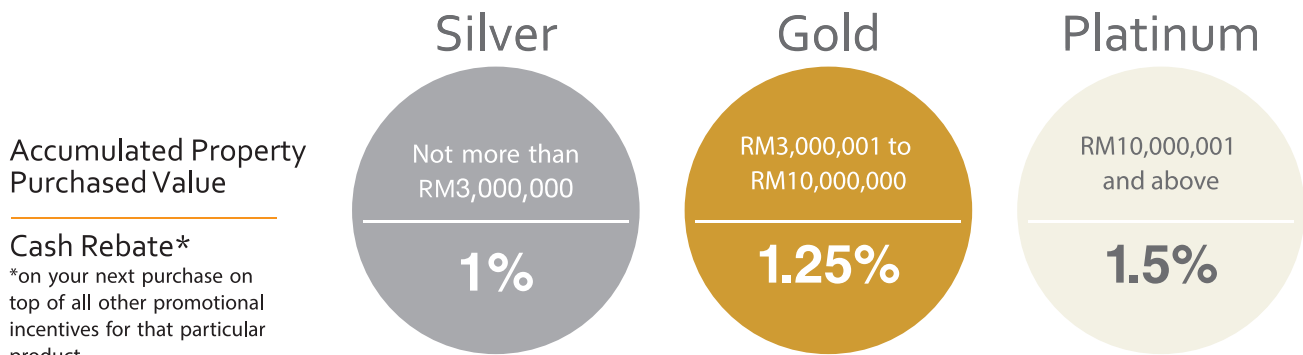 Silver
Gold
Platinum
Accumulated Property
Purchased Value
Not more than
RM3,000,000
RM3,000,001 to
RM10,000,000
RM10,000,001
and above
Cash Rebate*
*on your next purchase on
top of all other promotional
incentives for that particular
product
1%
1.25%
1.5%